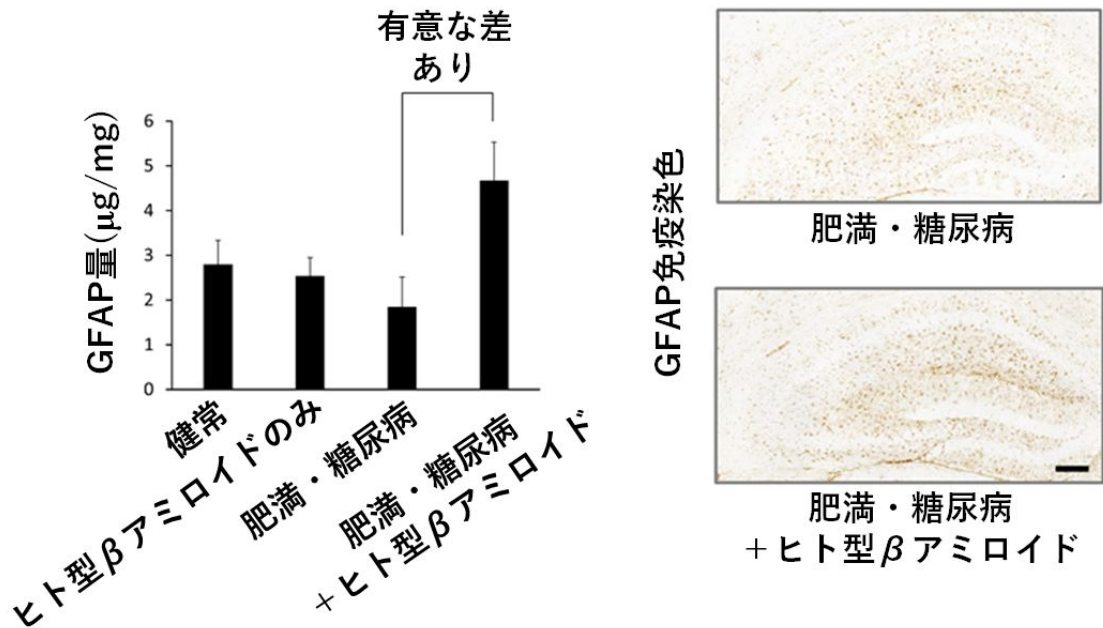 有意な差
あり
GFAP量(μg/mg)
6
5
4
3
2
1
0
健常
ヒト型βアミロイドのみ
肥満・糖尿病
肥満・糖尿病
＋ヒト型βアミロイド
GFAP免疫染色
肥満・糖尿病
肥満・糖尿病
＋ヒト型βアミロイド